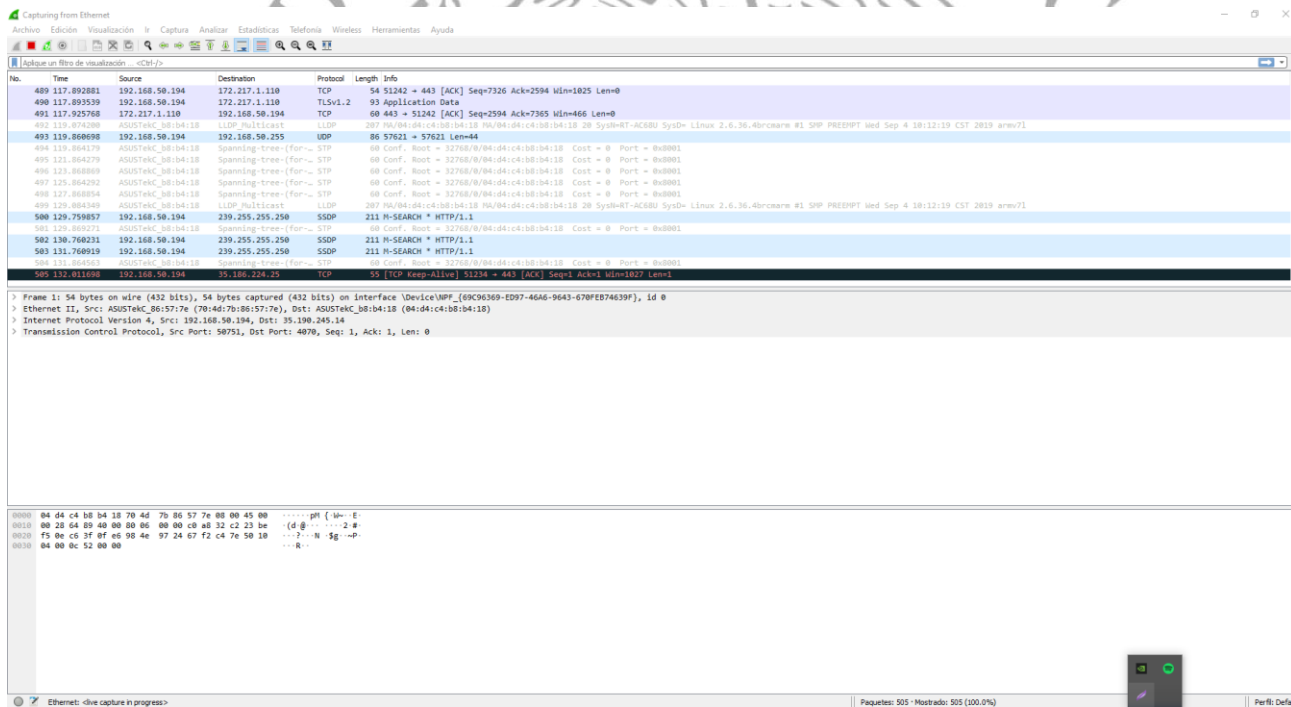 Capturing from Ethernet
Archivo Edición Visualización Ir Captura Analizar Estadísticas Telefonía Wireless Herramientas Ayuda
Aplique un filtro de visualización ... <Ctrl-/>
No. Time Source Destination Protocol Length Info
489 117.892881 192.168.50.194 172.217.1.110 TCP 54 51242 → 443 [ACK] Seq=7326 Ack=2594 Win=1025 Len=0
490 117.893539 192.168.50.194 172.217.1.110 TLSv1.2 93 Application Data
491 117.925768 172.217.1.110 192.168.50.194 TCP 60 443 → 51242 [ACK] Seq=2594 Ack=7365 Win=466 Len=0
492 119.074200 ASUSTekC_b8:b4:18 LLDP_Multicast LLDP 207 MA/04:d4:c4:b8:b4:18 MA/04:d4:c4:b8:b4:18 20 SysN=RT-AC68U SysD= Linux 2.6.36.4brcmarm #1 SMP PREEMPT Wed Sep 4 10:12:19 CST 2019 armv7l
493 119.860698 192.168.50.194 192.168.50.255 UDP 86 57621 → 57621 Len=44
494 119.864179 ASUSTekC_b8:b4:18 Spanning-tree-(for-… STP 60 Conf. Root = 32768/0/04:d4:c4:b8:b4:18 Cost = 0 Port = 0x8001
495 121.864279 ASUSTekC_b8:b4:18 Spanning-tree-(for-… STP 60 Conf. Root = 32768/0/04:d4:c4:b8:b4:18 Cost = 0 Port = 0x8001
496 123.868869 ASUSTekC_b8:b4:18 Spanning-tree-(for-… STP 60 Conf. Root = 32768/0/04:d4:c4:b8:b4:18 Cost = 0 Port = 0x8001
497 125.864292 ASUSTekC_b8:b4:18 Spanning-tree-(for-… STP 60 Conf. Root = 32768/0/04:d4:c4:b8:b4:18 Cost = 0 Port = 0x8001
498 127.868854 ASUSTekC_b8:b4:18 Spanning-tree-(for-… STP 60 Conf. Root = 32768/0/04:d4:c4:b8:b4:18 Cost = 0 Port = 0x8001
499 129.084349 ASUSTekC_b8:b4:18 LLDP_Multicast LLDP 207 MA/04:d4:c4:b8:b4:18 MA/04:d4:c4:b8:b4:18 20 SysN=RT-AC68U SysD= Linux 2.6.36.4brcmarm #1 SMP PREEMPT Wed Sep 4 10:12:19 CST 2019 armv7l
500 129.759857 192.168.50.194 239.255.255.250 SSDP 211 M-SEARCH * HTTP/1.1
501 129.869271 ASUSTekC_b8:b4:18 Spanning-tree-(for-… STP 60 Conf. Root = 32768/0/04:d4:c4:b8:b4:18 Cost = 0 Port = 0x8001
502 130.760231 192.168.50.194 239.255.255.250 SSDP 211 M-SEARCH * HTTP/1.1
503 131.760919 192.168.50.194 239.255.255.250 SSDP 211 M-SEARCH * HTTP/1.1
504 131.864563 ASUSTekC_b8:b4:18 Spanning-tree-(for-… STP 60 Conf. Root = 32768/0/04:d4:c4:b8:b4:18 Cost = 0 Port = 0x8001
505 132.011698 192.168.50.194 35.186.224.25 TCP 55 [TCP Keep-Alive] 51234 → 443 [ACK] Seq=1 Ack=1 Win=1027 Len=1
> Frame 1: 54 bytes on wire (432 bits), 54 bytes captured (432 bits) on interface \Device\NPF_{69C96369-ED97-46A6-9643-670FEB74639F}, id 0
> Ethernet II, Src: ASUSTekC_86:57:7e (70:4d:7b:86:57:7e), Dst: ASUSTekC_b8:b4:18 (04:d4:c4:b8:b4:18)
> Internet Protocol Version 4, Src: 192.168.50.194, Dst: 35.190.245.14
> Transmission Control Protocol, Src Port: 50751, Dst Port: 4070, Seq: 1, Ack: 1, Len: 0
0000 04 d4 c4 b8 b4 18 70 4d 7b 86 57 7e 08 00 45 00 ······pM {·W~··E·
0010 00 28 64 89 40 00 80 06 00 00 c0 a8 32 c2 23 be ·(d·@··· ····2·#·
0020 f5 0e c6 3f 0f e6 98 4e 97 24 67 f2 c4 7e 50 10 ···?···N ·$g··~P·
0030 04 00 0c 52 00 00 ···R··
Ethernet: <live capture in progress> Paquetes: 505 · Mostrado: 505 (100.0%) Perfil: Defa